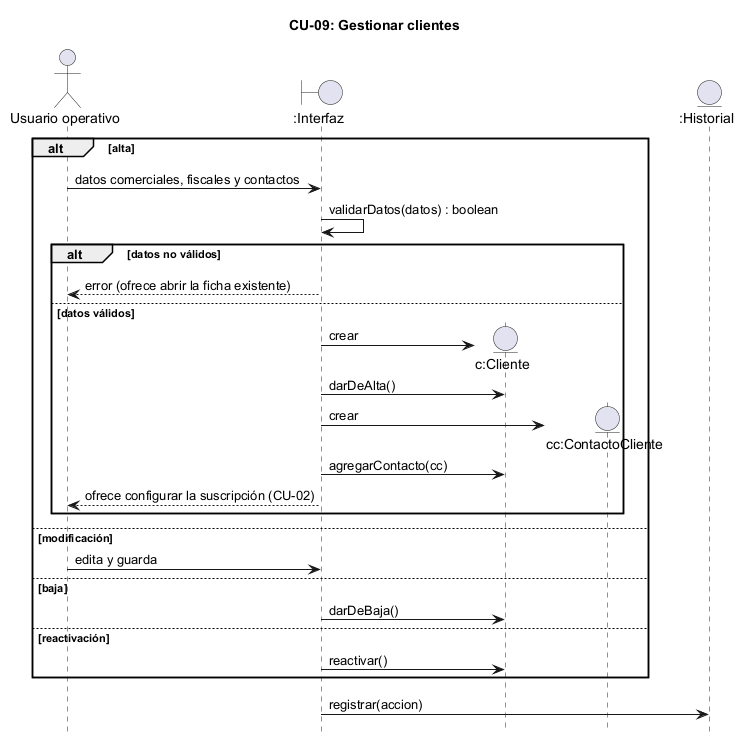 CU-09: Gestionar clientes
Usuario operativo
:Interfaz
:Historial
alt
[alta]
datos comerciales, fiscales y contactos
validarDatos(datos) : boolean
alt
[datos no válidos]
error (ofrece abrir la ficha existente)
[datos válidos]
crear
c:Cliente
darDeAlta()
crear
cc:ContactoCliente
agregarContacto(cc)
ofrece configurar la suscripción (CU-02)
[modificación]
edita y guarda
[baja]
darDeBaja()
[reactivación]
reactivar()
registrar(accion)